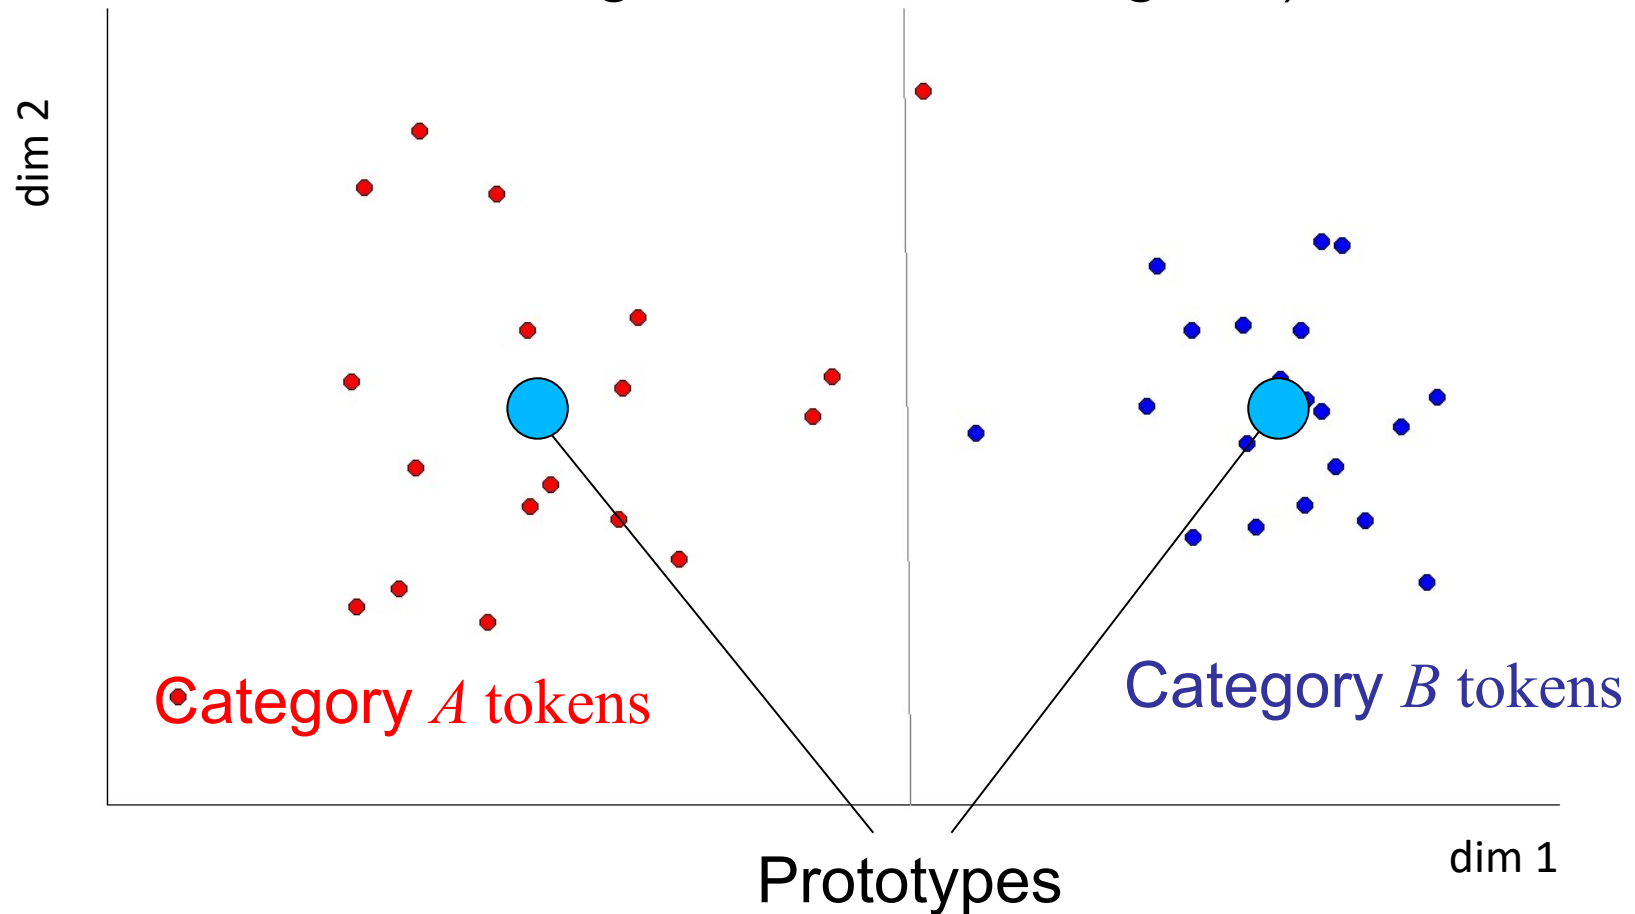 dim 2
Category A tokens
Category B tokens
dim 1
Prototypes